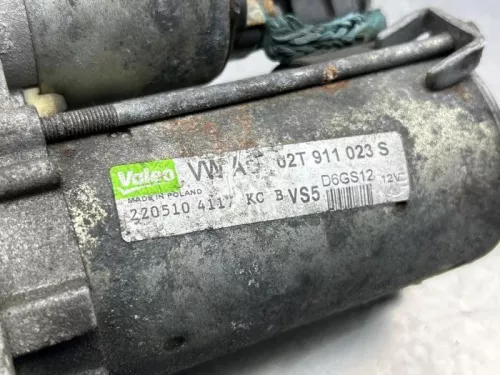 Valeo VW AG 02T 911 023 S
MADE IN POLAND D6GS12 12V
220510 4117 KC B VS5